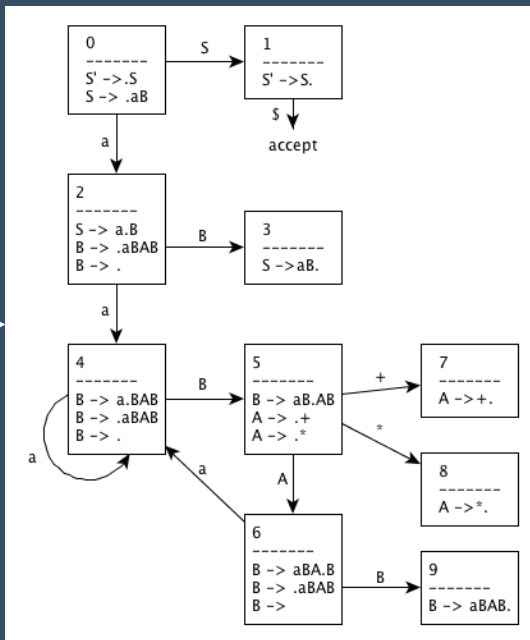 0
-------
S' ->.S
S -> .aB
S
1
-------
S' ->S.
$
accept
a
2
-------
S -> a.B
B -> .aBAB
B -> .
B
3
-------
S ->aB.
a
4
-------
B -> a.BAB
B -> .aBAB
B -> .
a
B
5
-------
B -> aB.AB
A -> .+
A -> .*
+
7
-------
A ->+.
*
8
-------
A ->*.
A
a
6
-------
B -> aBA.B
B -> .aBAB
B ->
B
9
-------
B -> aBAB.